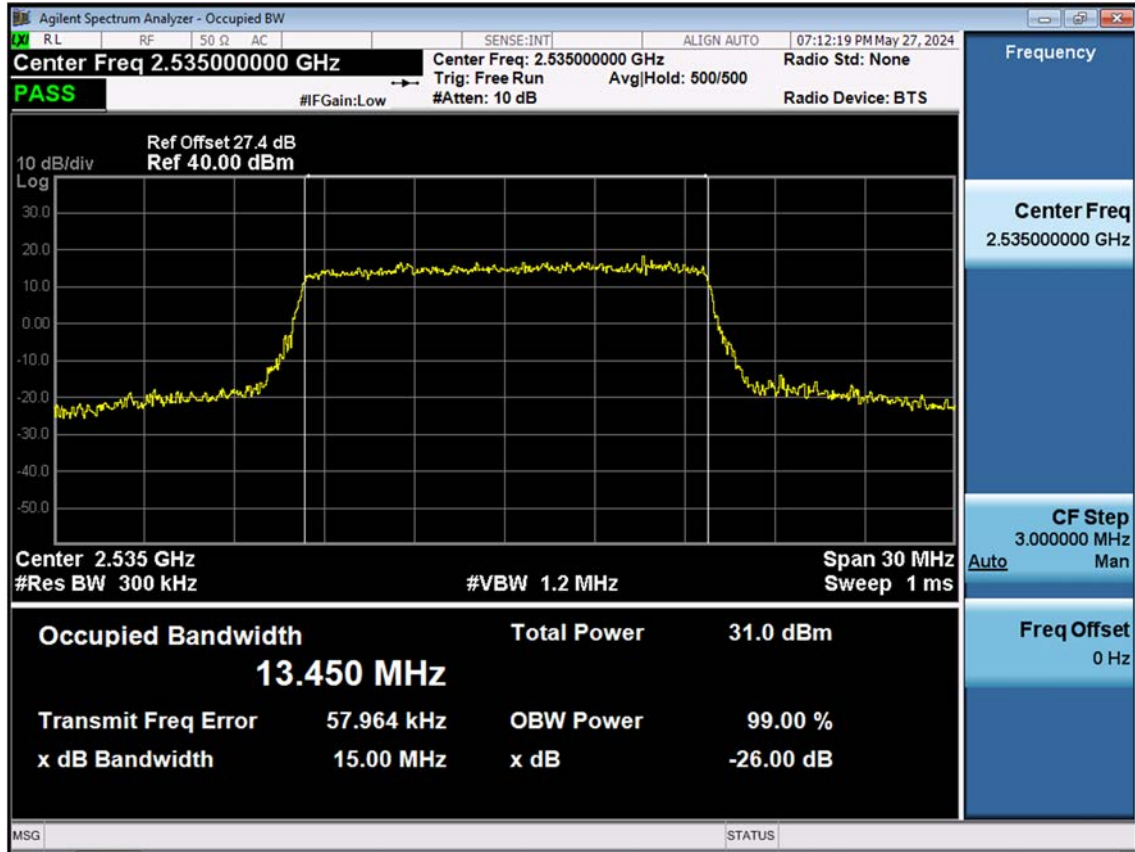 Agilent Spectrum Analyzer - Occupied BW
LXI RL RF 50 Ω AC SENSE:INT ALIGN AUTO 07:12:19 PM May 27, 2024
Center Freq 2.535000000 GHz
Center Freq: 2.535000000 GHz
Radio Std: None
Trig: Free Run Avg|Hold: 500/500
PASS
#IFGain:Low
#Atten: 10 dB
Radio Device: BTS
Ref Offset 27.4 dB
10 dB/div Ref 40.00 dBm
Log
30.0
20.0
10.0
0.00
-10.0
-20.0
-30.0
-40.0
-50.0
Center 2.535 GHz Span 30 MHz
#Res BW 300 kHz #VBW 1.2 MHz Sweep 1 ms
Occupied Bandwidth Total Power 31.0 dBm
13.450 MHz
Transmit Freq Error 57.964 kHz OBW Power 99.00 %
x dB Bandwidth 15.00 MHz x dB -26.00 dB
MSG STATUS
Frequency
Center Freq
2.535000000 GHz
CF Step
3.000000 MHz
Auto Man
Freq Offset
0 Hz